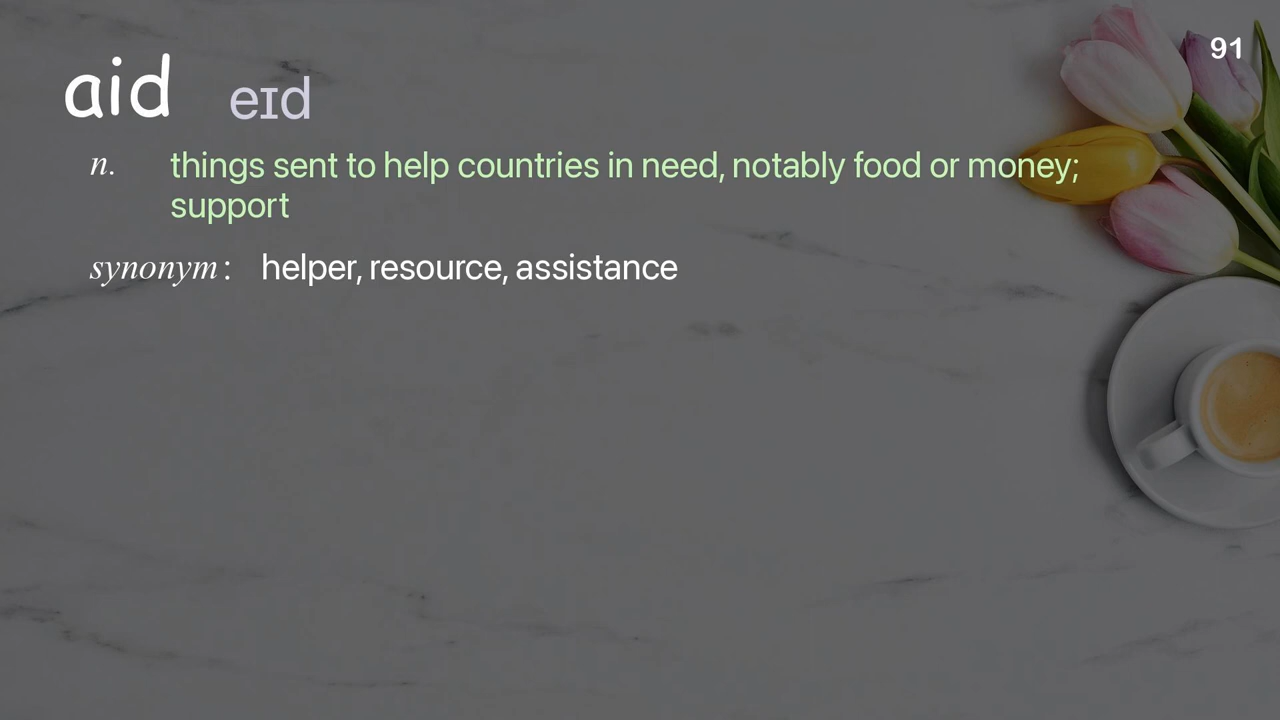 91
aid eɪd
n. things sent to help countries in need, notably food or money;
support
synonym: helper, resource, assistance